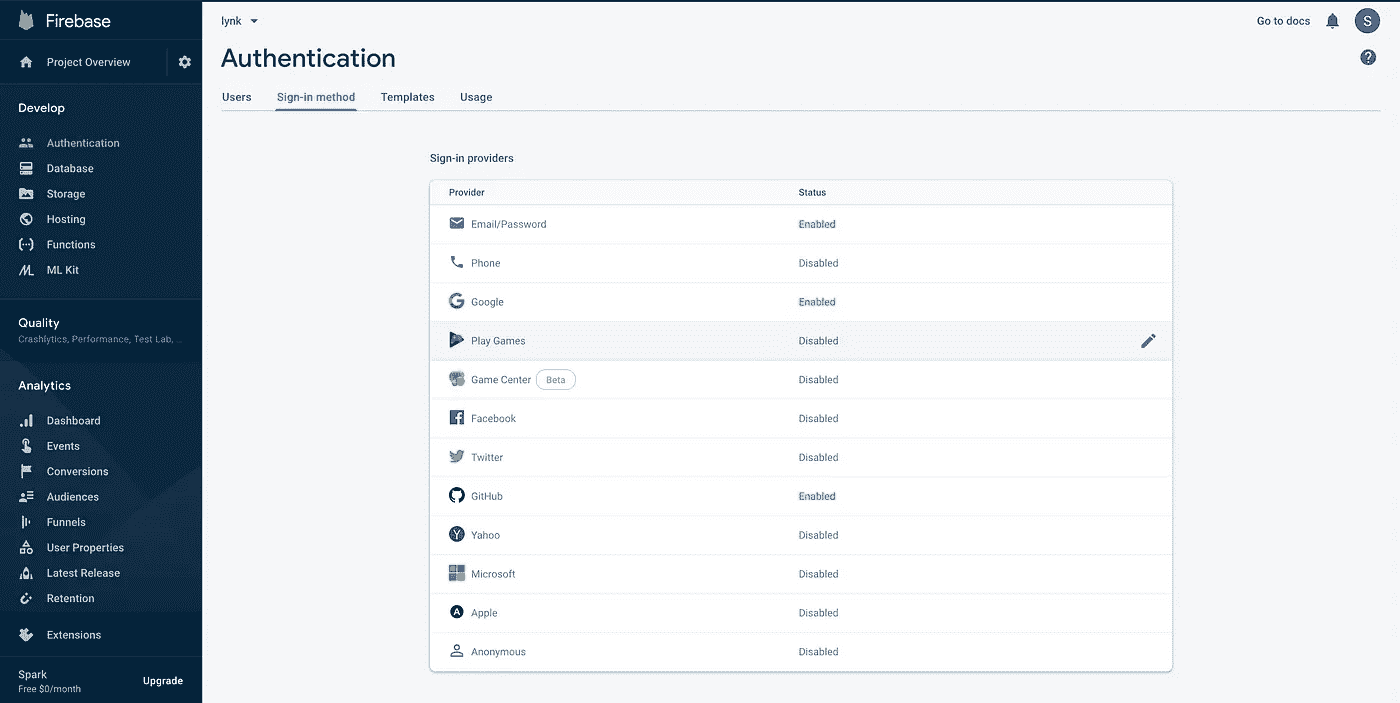 Firebase
Project Overview
Develop
Authentication
Database
Storage
Hosting
Functions
ML Kit
Quality
Crashlytics, Performance, Test Lab, ...
Analytics
Dashboard
Events
Conversions
Audiences
Funnels
User Properties
Latest Release
Retention
Extensions
Spark
Free $0/month
Upgrade
lynk
Go to docs
S
Authentication
Users Sign-in method Templates Usage
Sign-in providers
Provider Status
Email/Password Enabled
Phone Disabled
Google Enabled
Play Games Disabled
Game Center Beta Disabled
Facebook Disabled
Twitter Disabled
GitHub Enabled
Yahoo Disabled
Microsoft Disabled
Apple Disabled
Anonymous Disabled